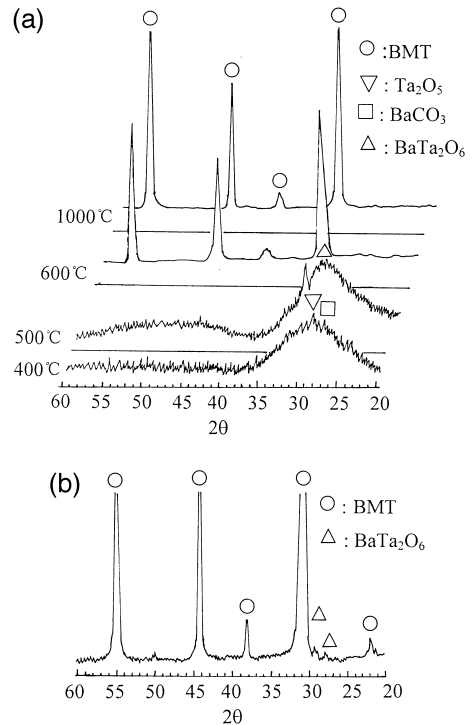 (a)
○:BMT
▽: Ta₂O₅
□: BaCO₃
△: BaTa₂O₆
1000℃
600℃
500℃
400℃
60 55 50 45 40 35 30 25 20
2θ
(b)
○: BMT
△: BaTa₂O₆
60 55 50 45 40 35 30 25 20
2θ